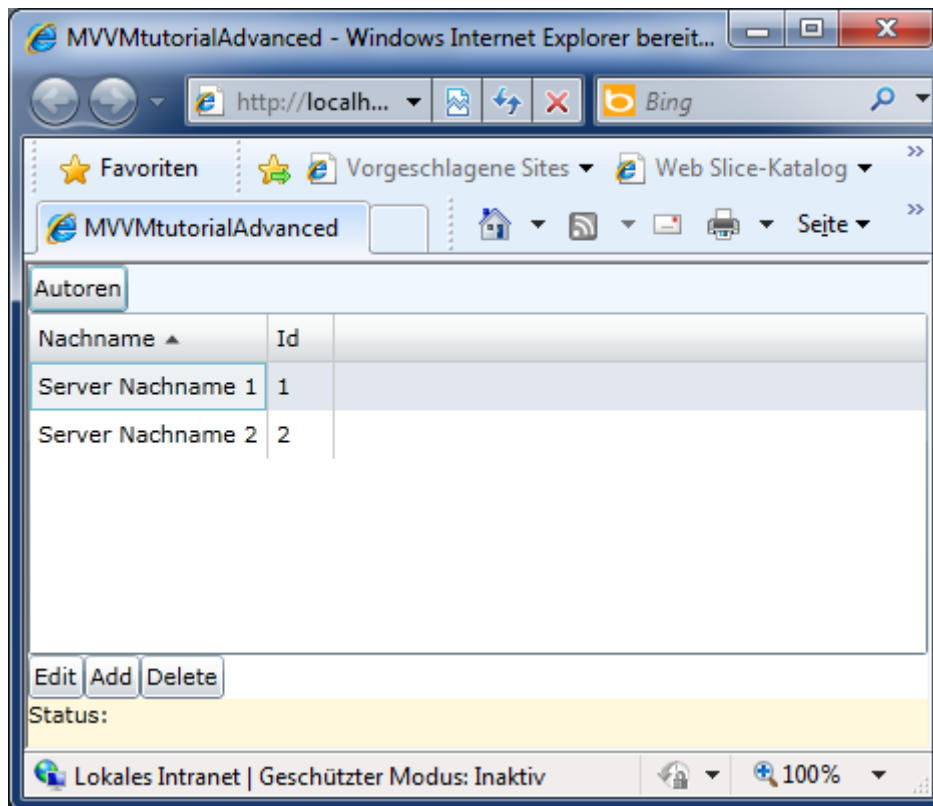 MVVMtutorialAdvanced - Windows Internet Explorer bereit...
http://localh...
Bing
Favoriten
Vorgeschlagene Sites
Web Slice-Katalog
MVVMtutorialAdvanced
Seite
Autoren
Nachname Id
Server Nachname 1 1
Server Nachname 2 2
Edit Add Delete
Status:
Lokales Intranet | Geschützter Modus: Inaktiv 100%